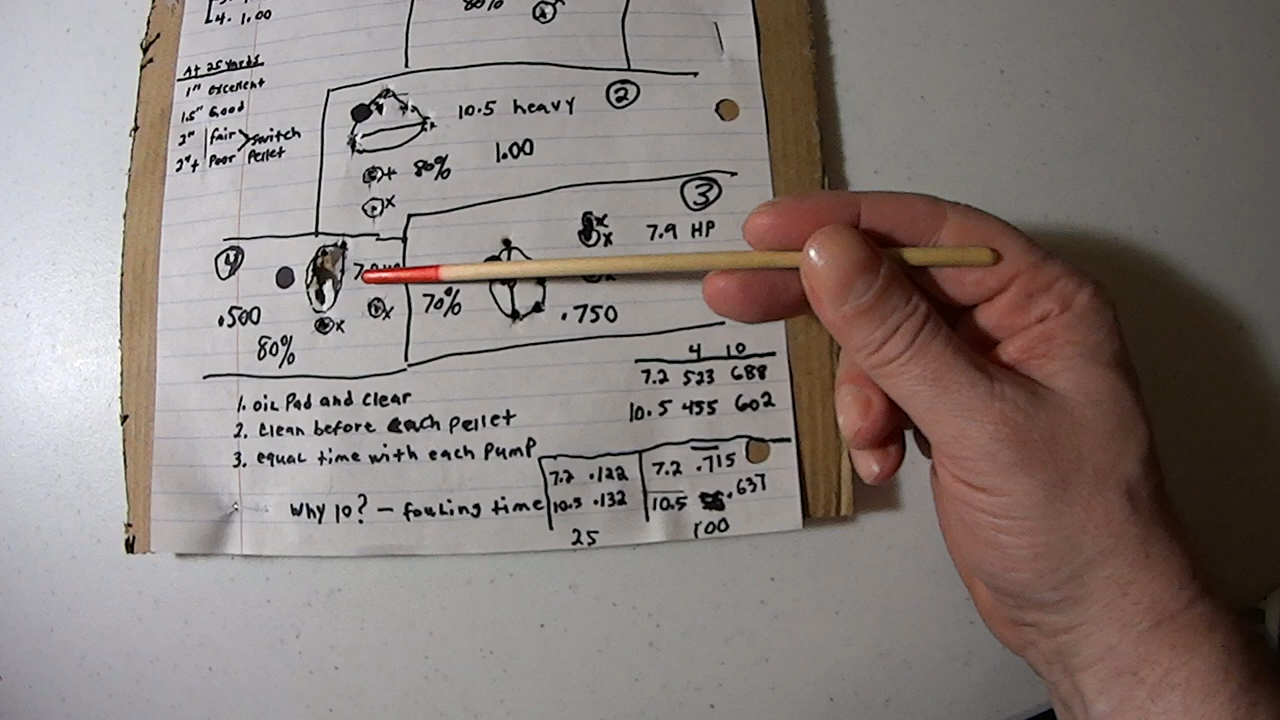 4. 1.00
80%
At 25 yards
1" excellent
1.5" Good
2" Fair > switch
2"+ Poor Pellet
2
10.5 heavy
1.00
80%
3
7.9 HP
70%
.750
4
.500
80%
1. oil Pad and Clear
2. Clean before each pellet
3. equal time with each Pump
Why 10? - fouling time
4 10
7.2 523 688
10.5 455 602
7.2 .122
10.5 .132
25
7.2 .715
10.5 .637
100